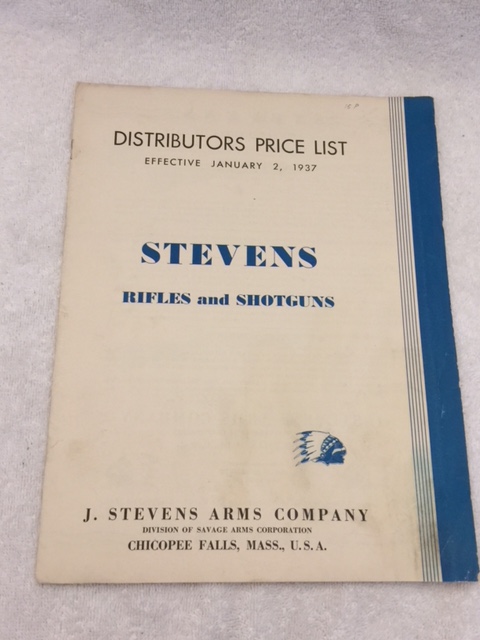 DISTRIBUTORS PRICE LIST
EFFECTIVE JANUARY 2, 1937
STEVENS
RIFLES and SHOTGUNS
J. STEVENS ARMS COMPANY
DIVISION OF SAVAGE ARMS CORPORATION
CHICOPEE FALLS, MASS., U. S. A.